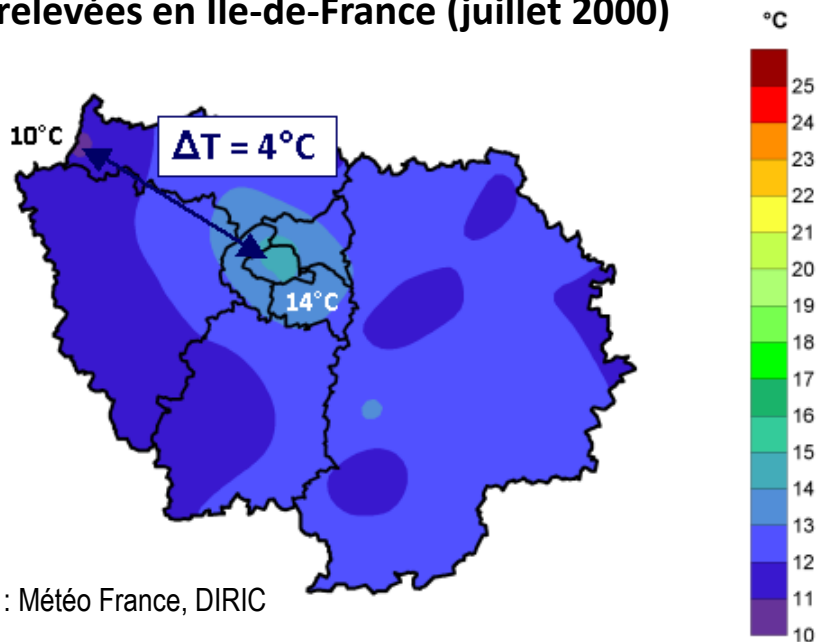 relevées en Ile-de-France (juillet 2000)
°C
10°C
ΔT = 4°C
14°C
25
24
23
22
21
20
19
18
17
16
15
14
13
12
11
10
: Météo France, DIRIC